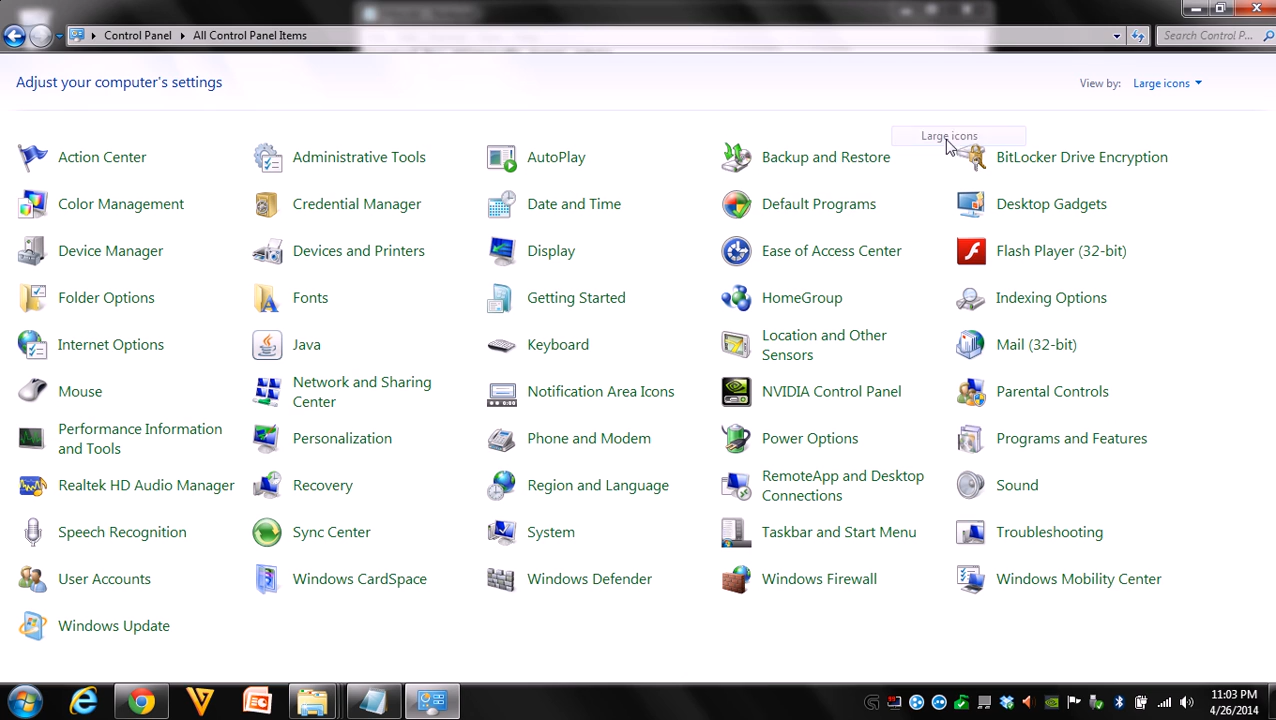 Control Panel All Control Panel Items Search Control P...
Adjust your computer's settings
View by: Large icons
Large icons
Action Center
Administrative Tools
AutoPlay
Backup and Restore
BitLocker Drive Encryption
Color Management
Credential Manager
Date and Time
Default Programs
Desktop Gadgets
Device Manager
Devices and Printers
Display
Ease of Access Center
Flash Player (32-bit)
Folder Options
Fonts
Getting Started
HomeGroup
Indexing Options
Internet Options
Java
Keyboard
Location and Other
Sensors
Mail (32-bit)
Mouse
Network and Sharing
Center
Notification Area Icons
NVIDIA Control Panel
Parental Controls
Performance Information
and Tools
Personalization
Phone and Modem
Power Options
Programs and Features
Realtek HD Audio Manager
Recovery
Region and Language
RemoteApp and Desktop
Connections
Sound
Speech Recognition
Sync Center
System
Taskbar and Start Menu
Troubleshooting
User Accounts
Windows CardSpace
Windows Defender
Windows Firewall
Windows Mobility Center
Windows Update
11:03 PM
4/26/2014